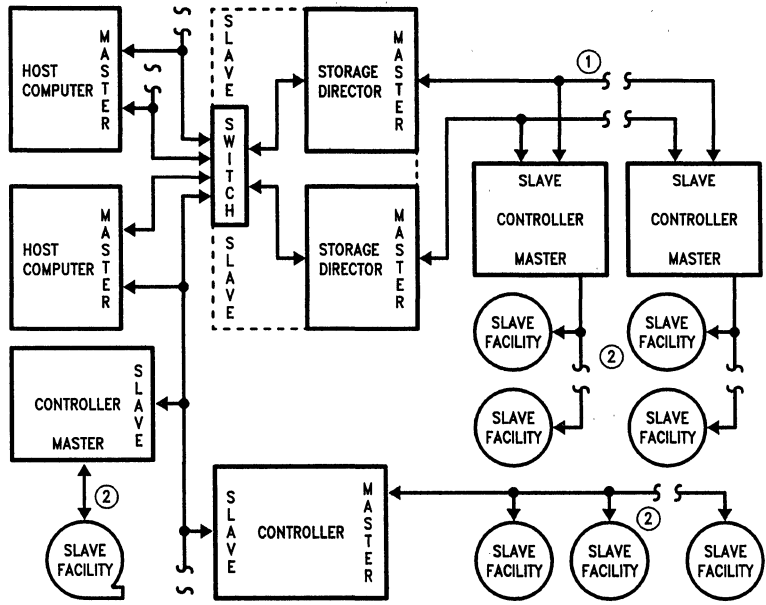 HOST
COMPUTER
MASTER
SLAVE
SWITCH
STORAGE
DIRECTOR
MASTER
1
SLAVE
CONTROLLER
MASTER
SLAVE
CONTROLLER
MASTER
HOST
COMPUTER
MASTER
SLAVE
STORAGE
DIRECTOR
MASTER
SLAVE
FACILITY
SLAVE
FACILITY
2
SLAVE
FACILITY
SLAVE
FACILITY
CONTROLLER
MASTER
SLAVE
2
SLAVE
FACILITY
SLAVE
CONTROLLER
MASTER
2
SLAVE
FACILITY
SLAVE
FACILITY
SLAVE
FACILITY